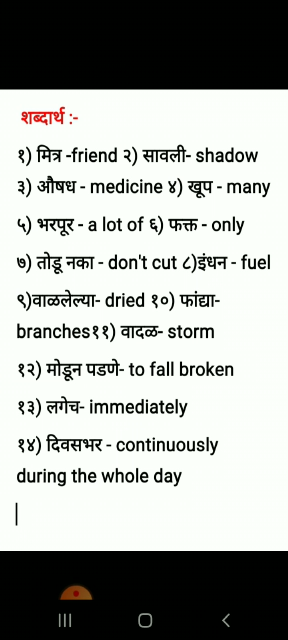 शब्दार्थ :-
१) मित्र -friend २) सावली- shadow
३) औषध - medicine ४) खूप - many
५) भरपूर - a lot of ६) फक्त - only
७) तोडू नका - don't cut ८)इंधन - fuel
९)वाळलेल्या- dried १०) फांद्या-
branches११) वादळ- storm
१२) मोडून पडणे- to fall broken
१३) लगेच- immediately
१४) दिवसभर - continuously
during the whole day